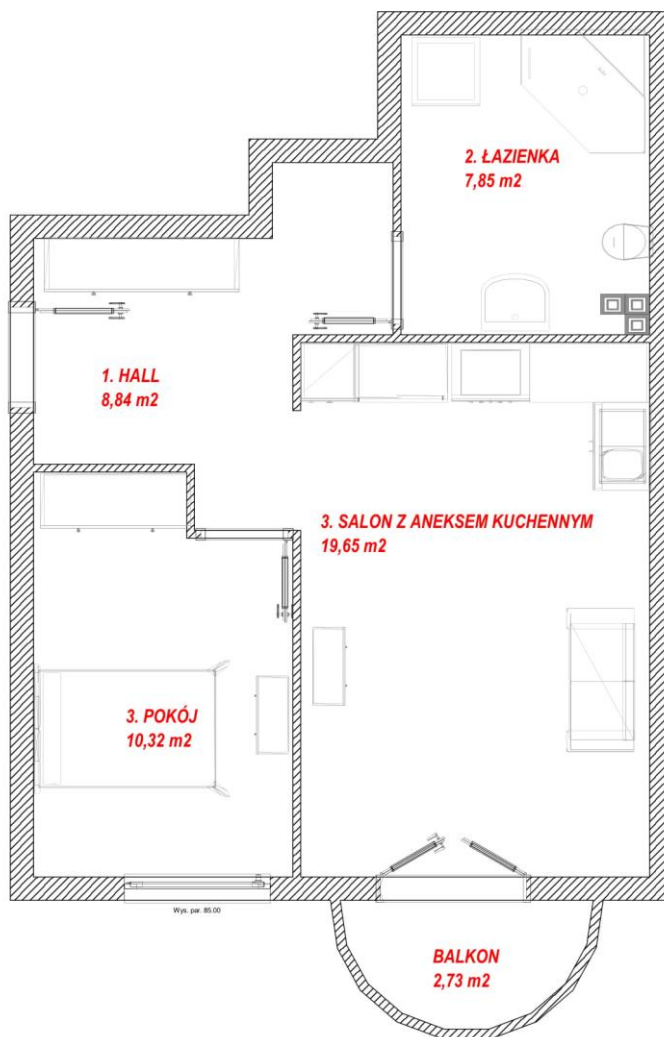 2. ŁAZIENKA
7,85 m2
1. HALL
8,84 m2
3. SALON Z ANEKSEM KUCHENNYM
19,65 m2
3. POKÓJ
10,32 m2
Wys. par. 85.00
BALKON
2,73 m2